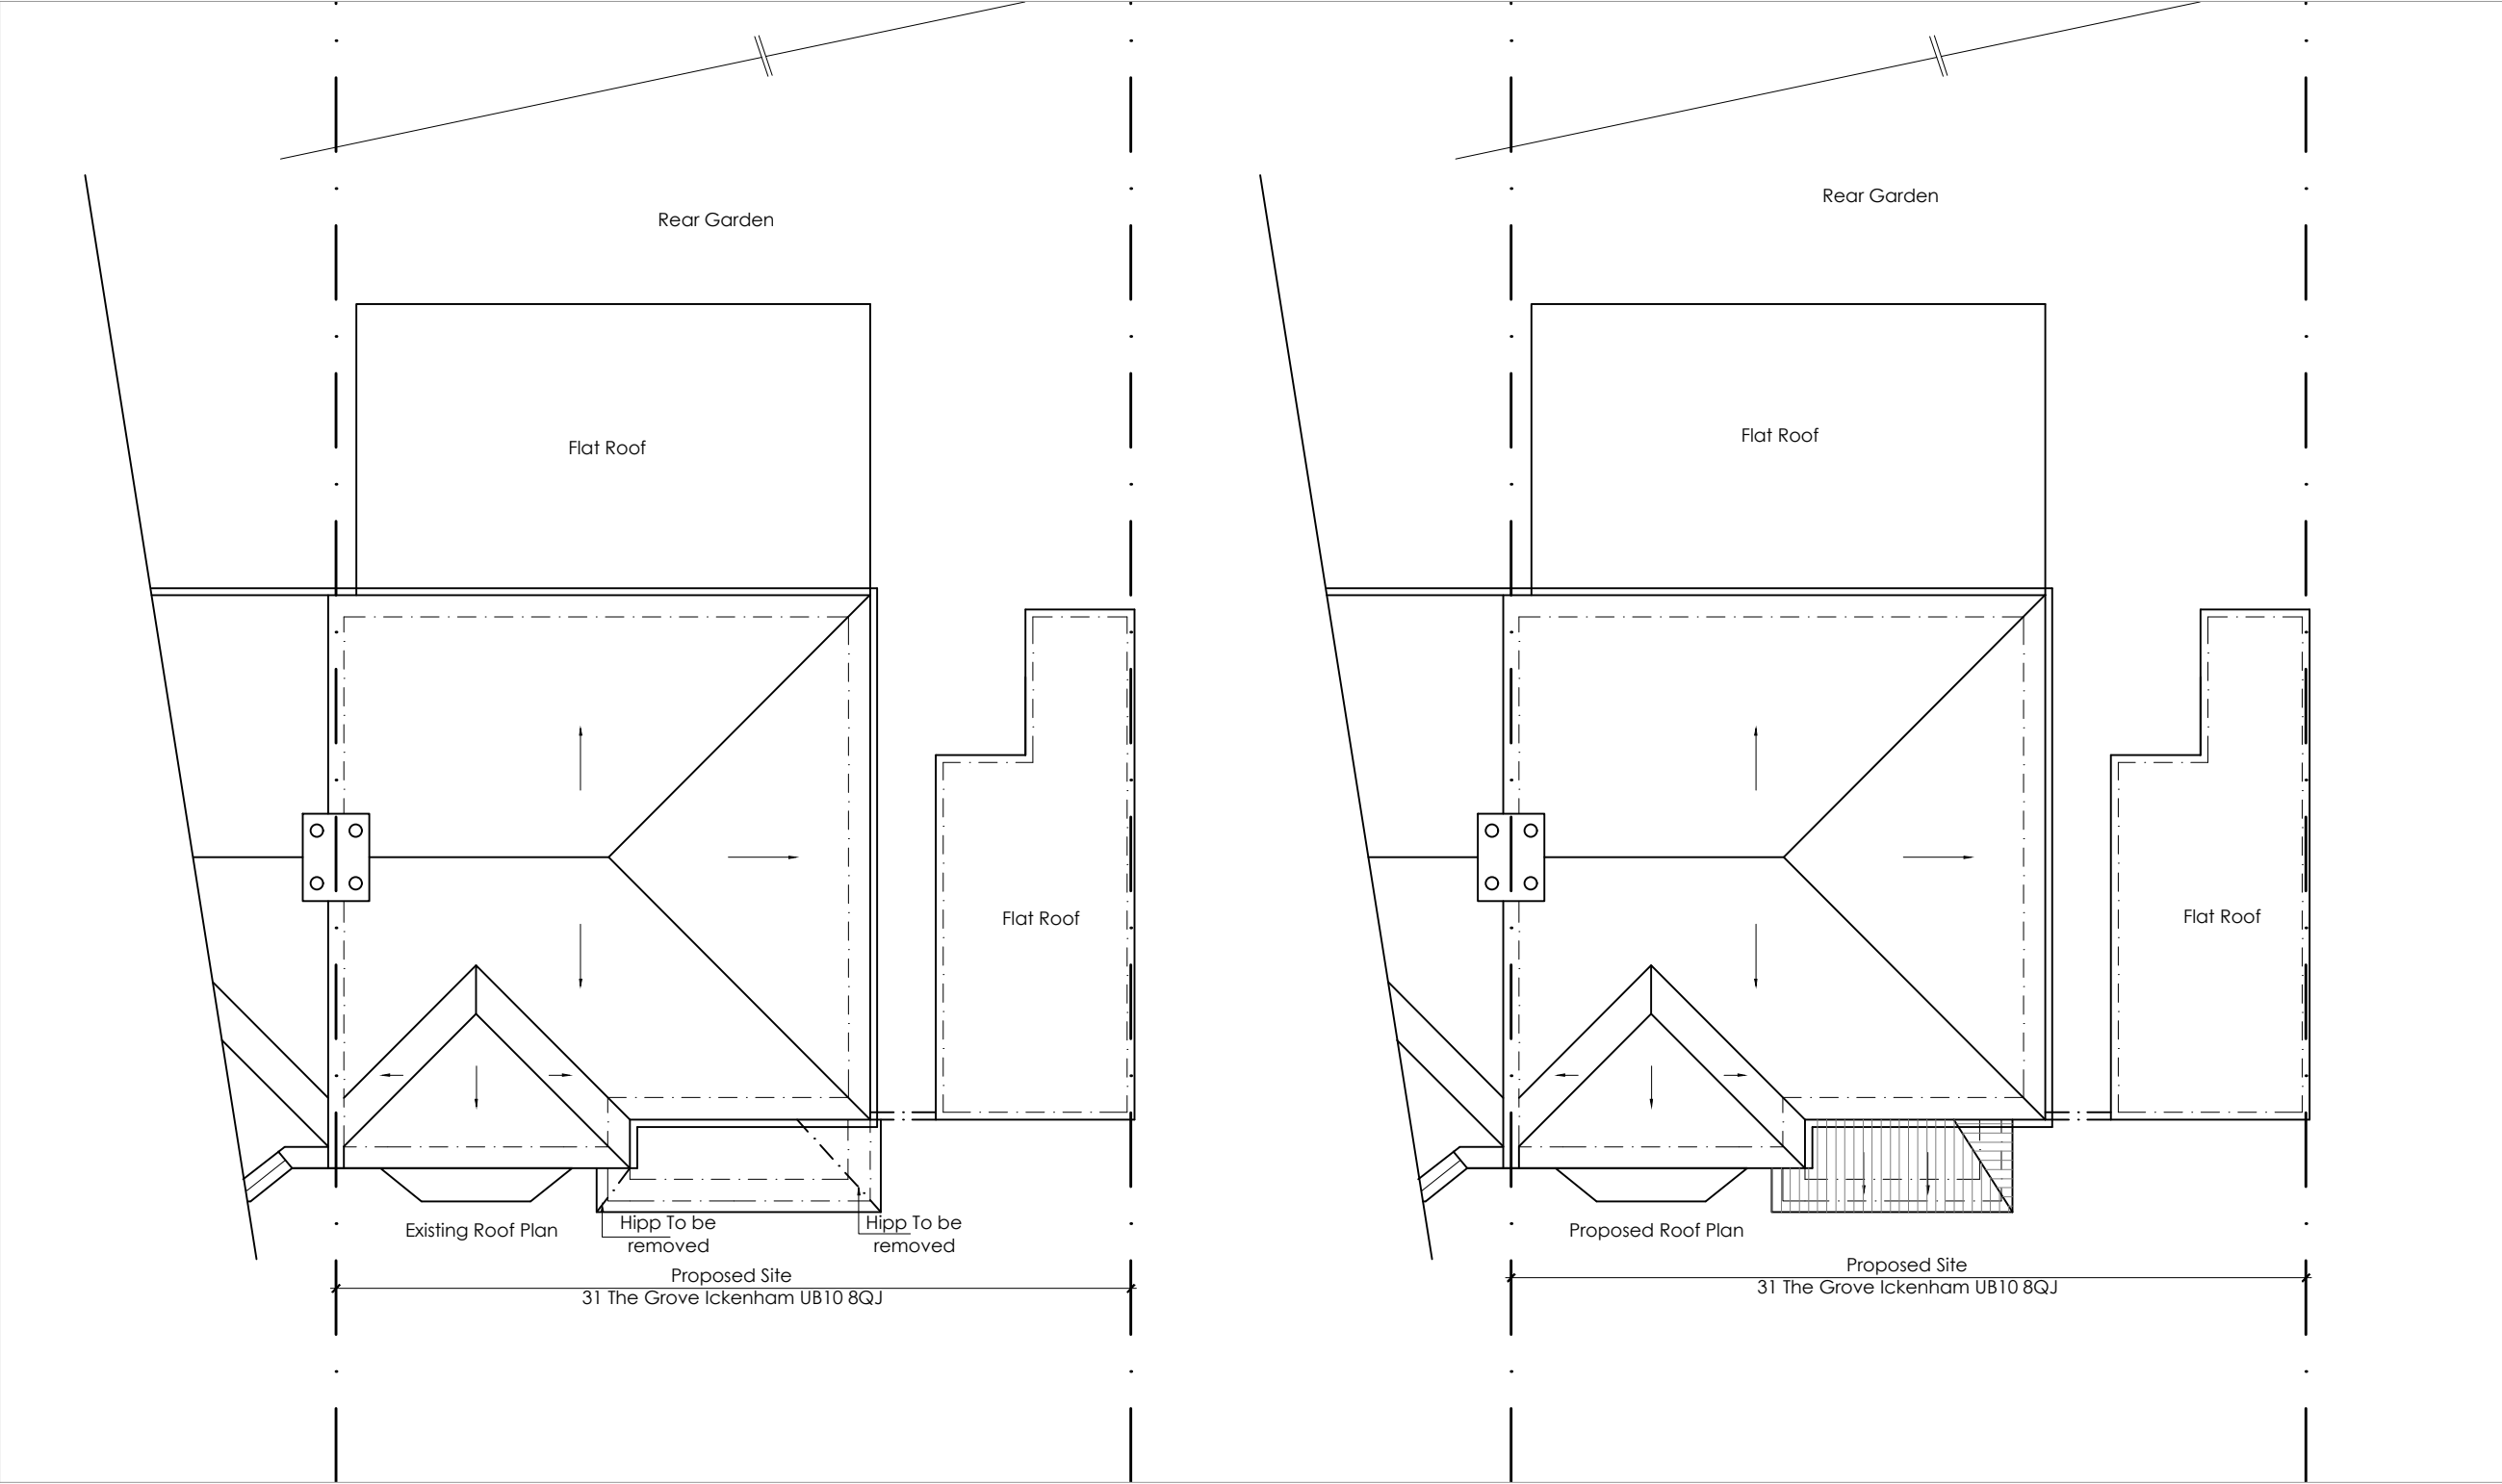 Rear Garden
Flat Roof
Flat Roof
Existing Roof Plan
Hipp To be
removed
Hipp To be
removed
Proposed Site
31 The Grove Ickenham UB10 8QJ
Rear Garden
Flat Roof
Flat Roof
Proposed Roof Plan
Proposed Site
31 The Grove Ickenham UB10 8QJ